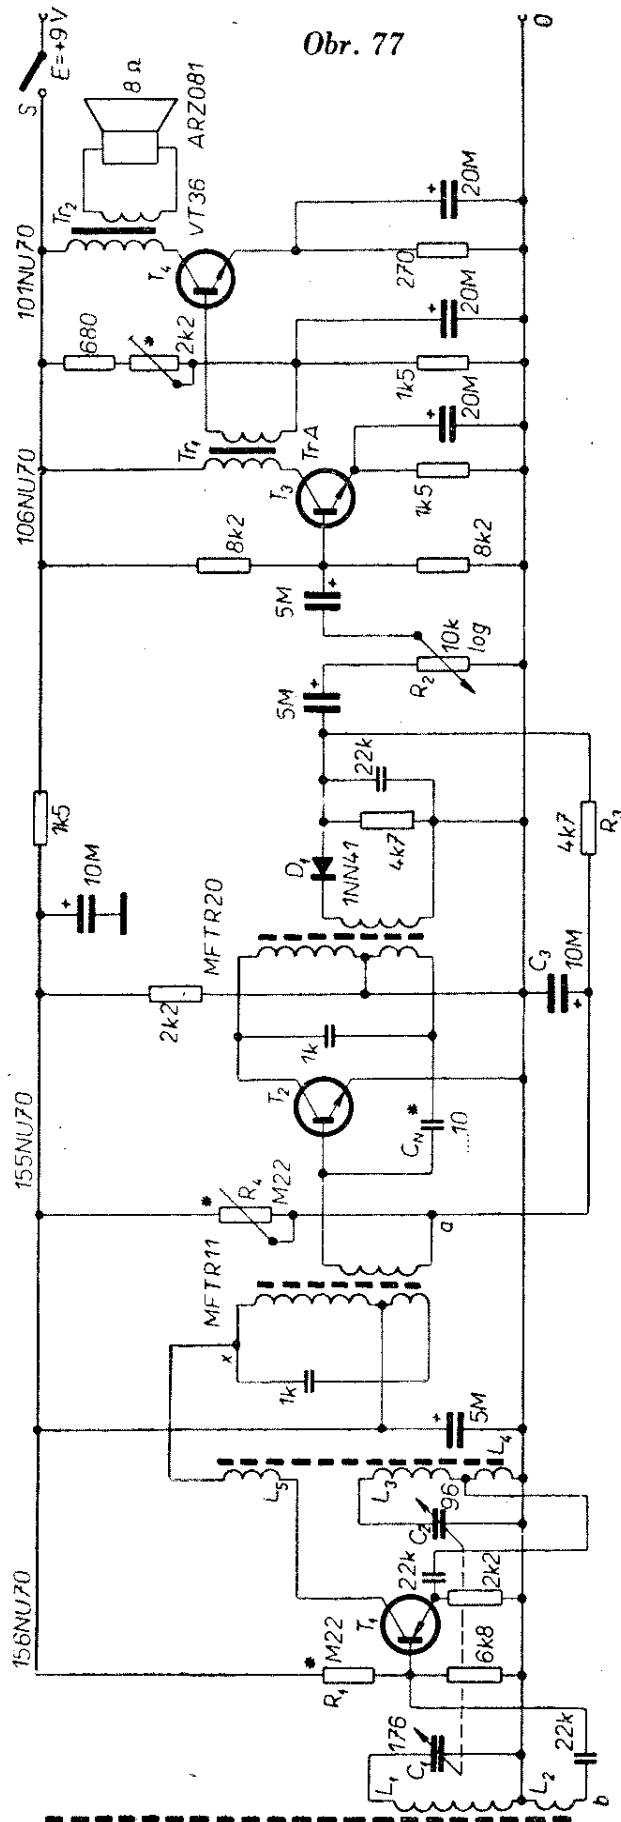 Obr. 77
E=+9V
S
0
8 Ω
ARZ081
Tr₂
VT36
101NU70
T₄
20M
270
680
*
2k2
20M
1k5
20M
106NU70
Tr₁
TrA
T₃
1k5
8k2
8k2
5M
10k
log
R₂
5M
22k
4k7
D₁
1NN41
4k7
R₃
1k5
10M
MFTR20
C₃
10M
2k2
1k
T₂
155NU70
*
Cₙ
10
*
R₄
M22
a
MFTR11
x
1k
5M
L₄
L₅
L₃
96
C₂
22k
2k2
T₁
156NU70
*
M22
R₁
6k8
176
C₁
L₁
22k
L₂
b